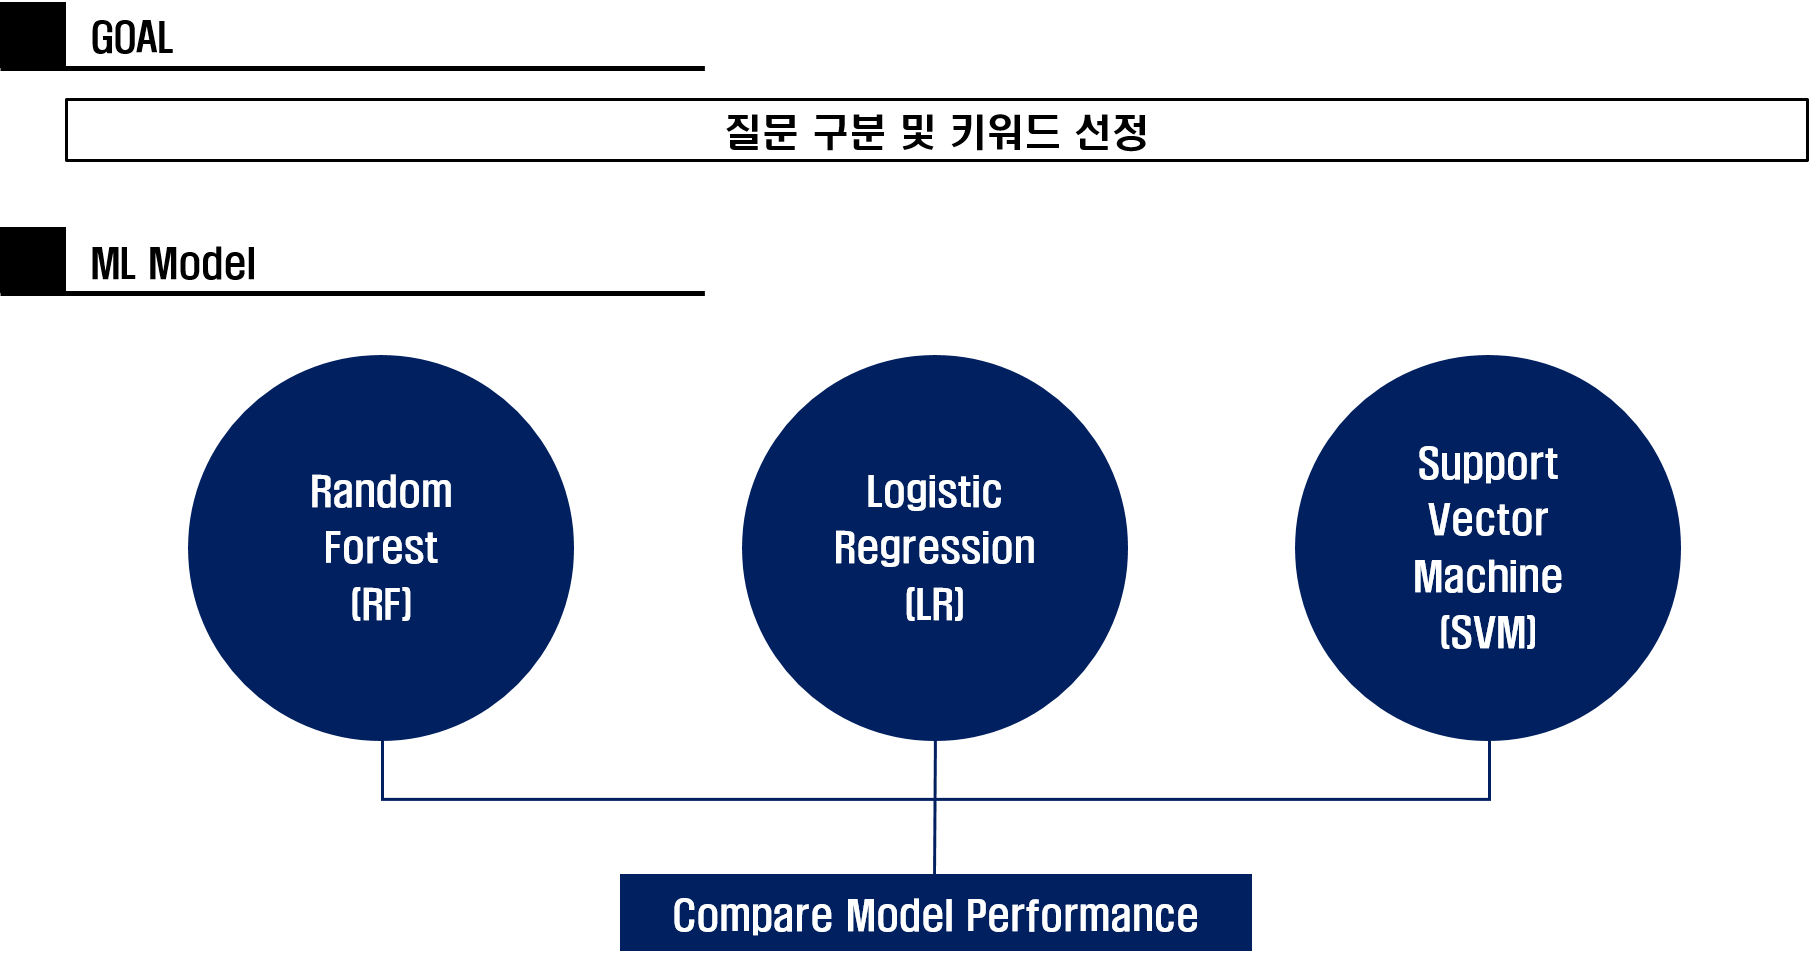 GOAL
질문 구분 및 키워드 선정
ML Model
Random
Forest
(RF)
Logistic
Regression
(LR)
Support
Vector
Machine
(SVM)
Compare Model Performance